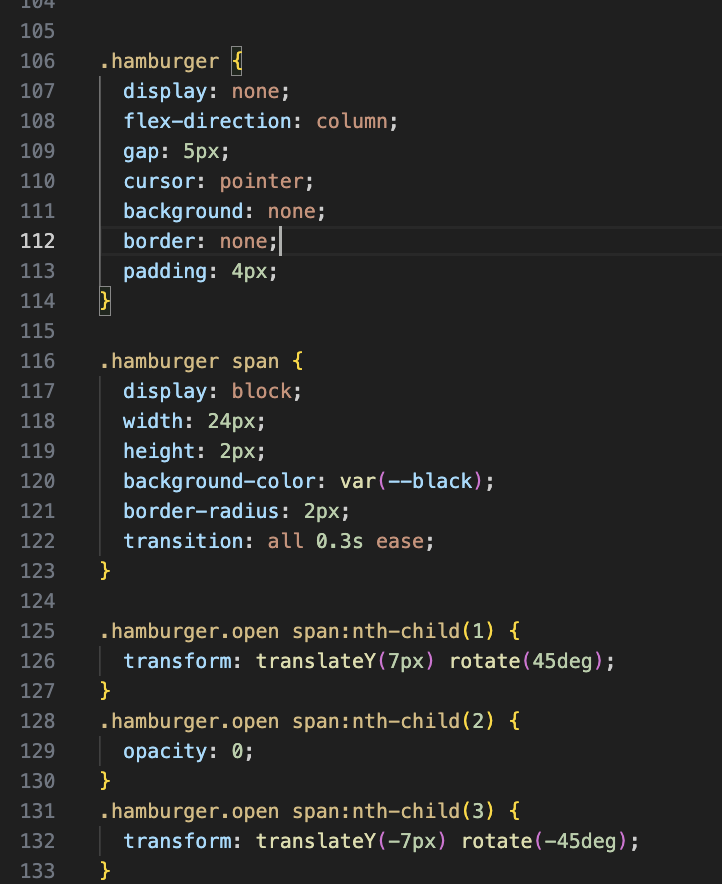 104
105
106 .hamburger {
107 display: none;
108 flex-direction: column;
109 gap: 5px;
110 cursor: pointer;
111 background: none;
112 border: none;
113 padding: 4px;
114 }
115
116 .hamburger span {
117 display: block;
118 width: 24px;
119 height: 2px;
120 background-color: var(--black);
121 border-radius: 2px;
122 transition: all 0.3s ease;
123 }
124
125 .hamburger.open span:nth-child(1) {
126 transform: translateY(7px) rotate(45deg);
127 }
128 .hamburger.open span:nth-child(2) {
129 opacity: 0;
130 }
131 .hamburger.open span:nth-child(3) {
132 transform: translateY(-7px) rotate(-45deg);
133 }